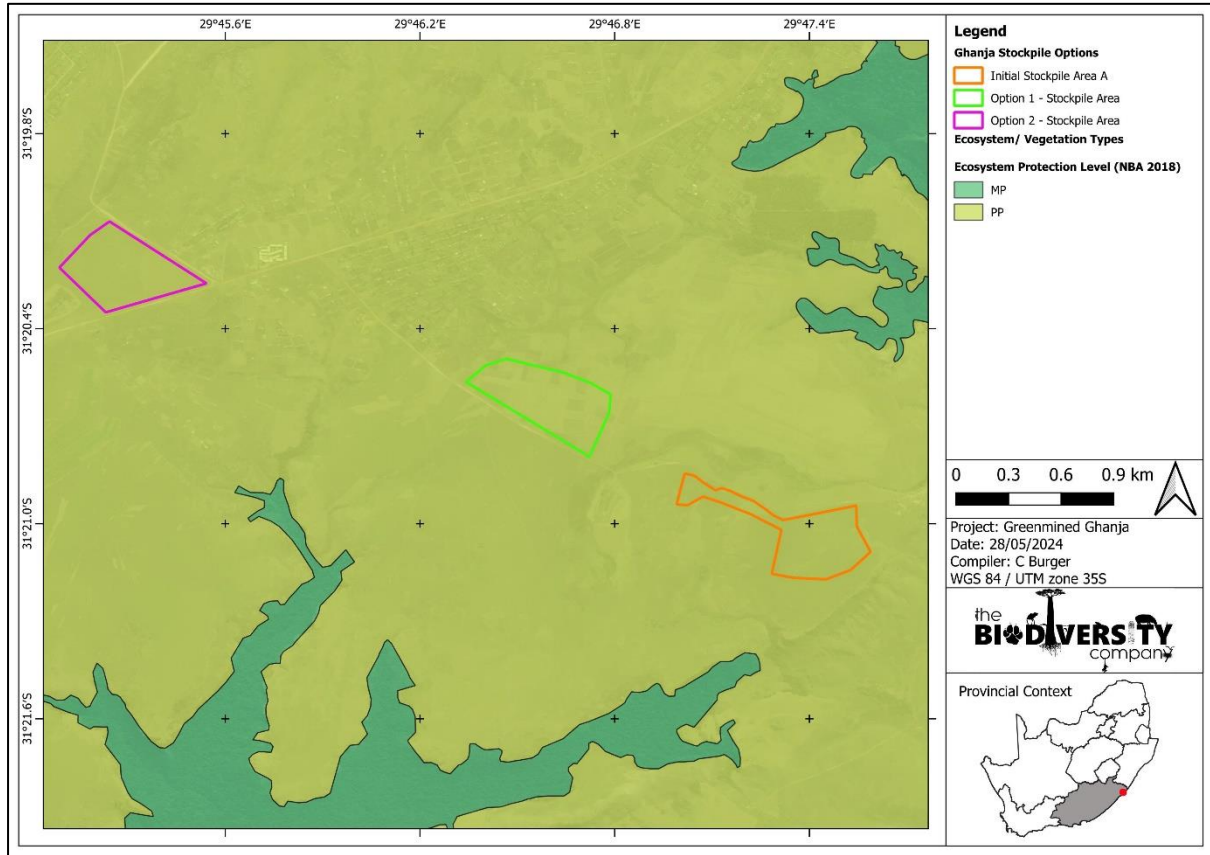 29°45.6'E 29°46.2'E 29°46.8'E 29°47.4'E
31°19.8'S
31°20.4'S
31°21.0'S
31°21.6'S
Legend
Ghanja Stockpile Options
Initial Stockpile Area A
Option 1 - Stockpile Area
Option 2 - Stockpile Area
Ecosystem/ Vegetation Types
Ecosystem Protection Level (NBA 2018)
MP
PP
0 0.3 0.6 0.9 km
Project: Greenmined Ghanja
Date: 28/05/2024
Compiler: C Burger
WGS 84 / UTM zone 35S
the
BIODIVERSITY
company
Provincial Context